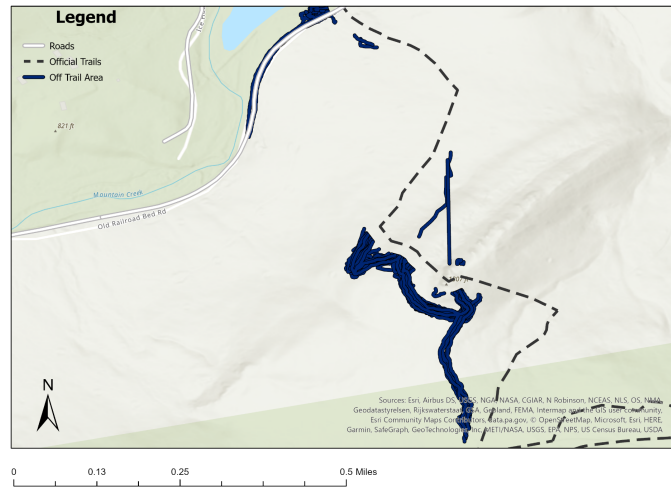 Legend
Roads
Official Trails
Off Trail Area
Ice H
821 ft
Mountain Creek
Old Railroad Bed Rd
ft
N
Sources: Esri, Airbus DS, USGS, NGA, NASA, CGIAR, N Robinson, NCEAS, NLS, OS, NMA,
Geodatastyrelsen, Rijkswaterstaat, GSA, Geoland, FEMA, Intermap and the GIS user community,
Esri Community Maps Contributors, data.pa.gov, © OpenStreetMap, Microsoft, Esri, HERE,
Garmin, SafeGraph, GeoTechnologies, Inc, METI/NASA, USGS, EPA, NPS, US Census Bureau, USDA
0 0.13 0.25 0.5 Miles